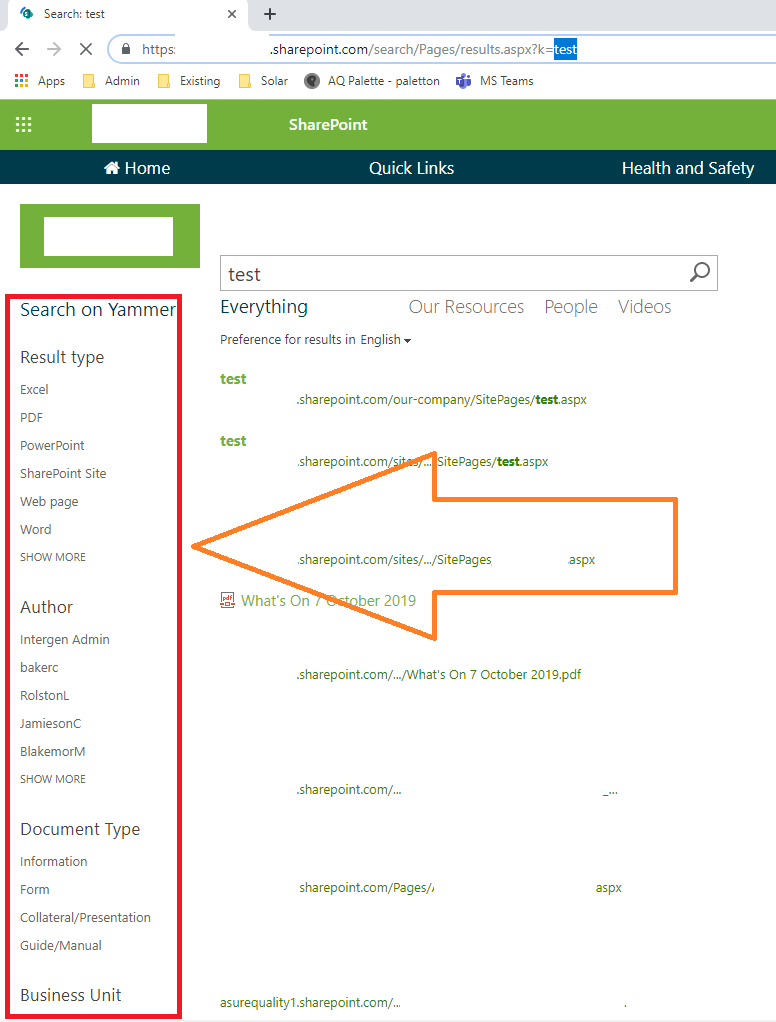 Search: test
https:
.sharepoint.com/search/Pages/results.aspx?k=test
Apps Admin Existing Solar AQ Palette - paletton MS Teams
SharePoint
Home Quick Links Health and Safety
test
Search on Yammer
Result type
Excel
PDF
PowerPoint
SharePoint Site
Web page
Word
SHOW MORE
Author
Intergen Admin
bakerc
RolstonL
JamiesonC
BlakemorM
SHOW MORE
Document Type
Information
Form
Collateral/Presentation
Guide/Manual
Business Unit
Everything Our Resources People Videos
Preference for results in English
test
.sharepoint.com/our-company/SitePages/test.aspx
test
.sharepoint.com/sites/.../SitePages/test.aspx
.sharepoint.com/sites/.../SitePages .aspx
What's On 7 October 2019
.sharepoint.com/.../What's On 7 October 2019.pdf
.sharepoint.com/... _...
sharepoint.com/Pages/ aspx
asurequality1.sharepoint.com/... .